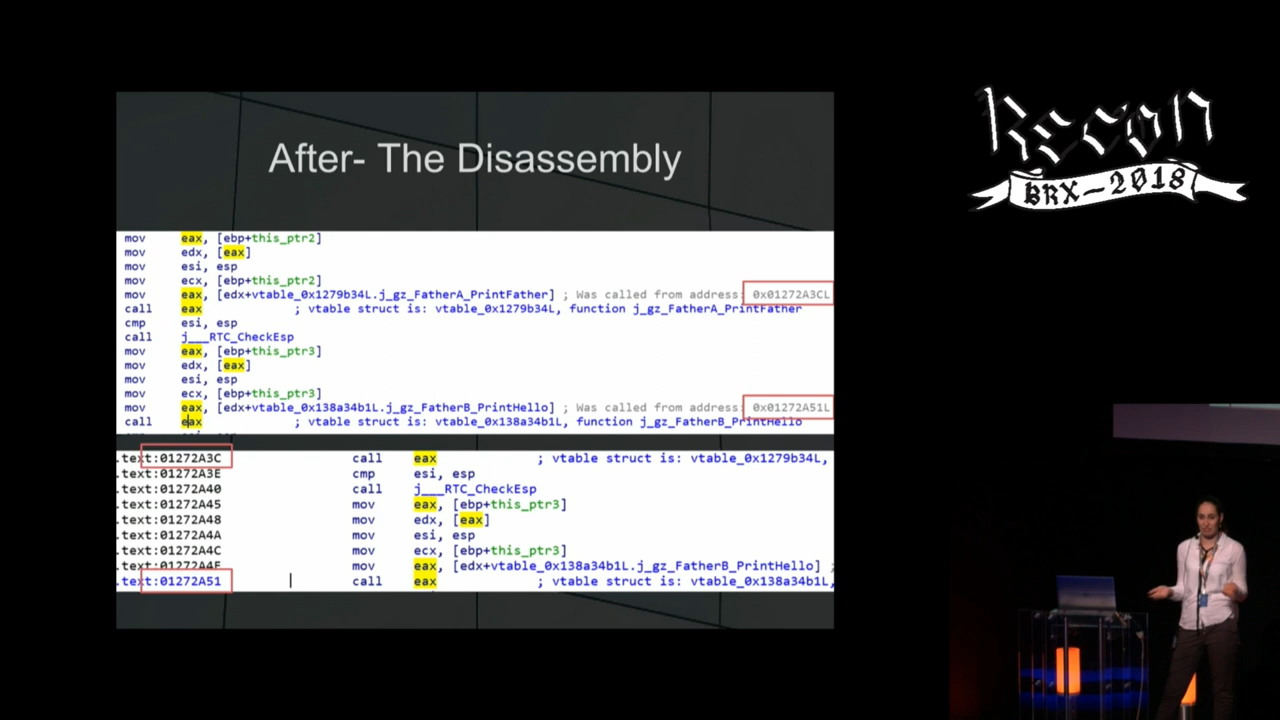 After- The Disassembly
mov eax, [ebp+this_ptr2]
mov edx, [eax]
mov esi, esp
mov ecx, [ebp+this_ptr2]
mov eax, [edx+vtable_0x1279b34L.j_gz_FatherA_PrintFather] ; Was called from address: 0x01272A3CL
call eax ; vtable struct is: vtable_0x1279b34L, function j_gz_FatherA_PrintFather
cmp esi, esp
call j___RTC_CheckEsp
mov eax, [ebp+this_ptr3]
mov edx, [eax]
mov esi, esp
mov ecx, [ebp+this_ptr3]
mov eax, [edx+vtable_0x138a34b1L.j_gz_FatherB_PrintHello] ; Was called from address: 0x01272A51L
call eax ; vtable struct is: vtable_0x138a34b1L, function j_gz_FatherB_PrintHello
.text:01272A3C call eax ; vtable struct is: vtable_0x1279b34L,
.text:01272A3E cmp esi, esp
.text:01272A40 call j___RTC_CheckEsp
.text:01272A45 mov eax, [ebp+this_ptr3]
.text:01272A48 mov edx, [eax]
.text:01272A4A mov esi, esp
.text:01272A4C mov ecx, [ebp+this_ptr3]
.text:01272A4F mov eax, [edx+vtable_0x138a34b1L.j_gz_FatherB_PrintHello] ;
.text:01272A51 call eax ; vtable struct is: vtable_0x138a34b1L,
Recon
BRX-2018